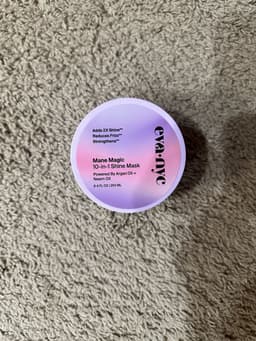 Adds 2X Shine**
Reduces Frizz**
Strengthens**
Mane Magic
10-in-1 Shine Mask
Powered By Argan Oil +
Neem Oil
eva-nyc